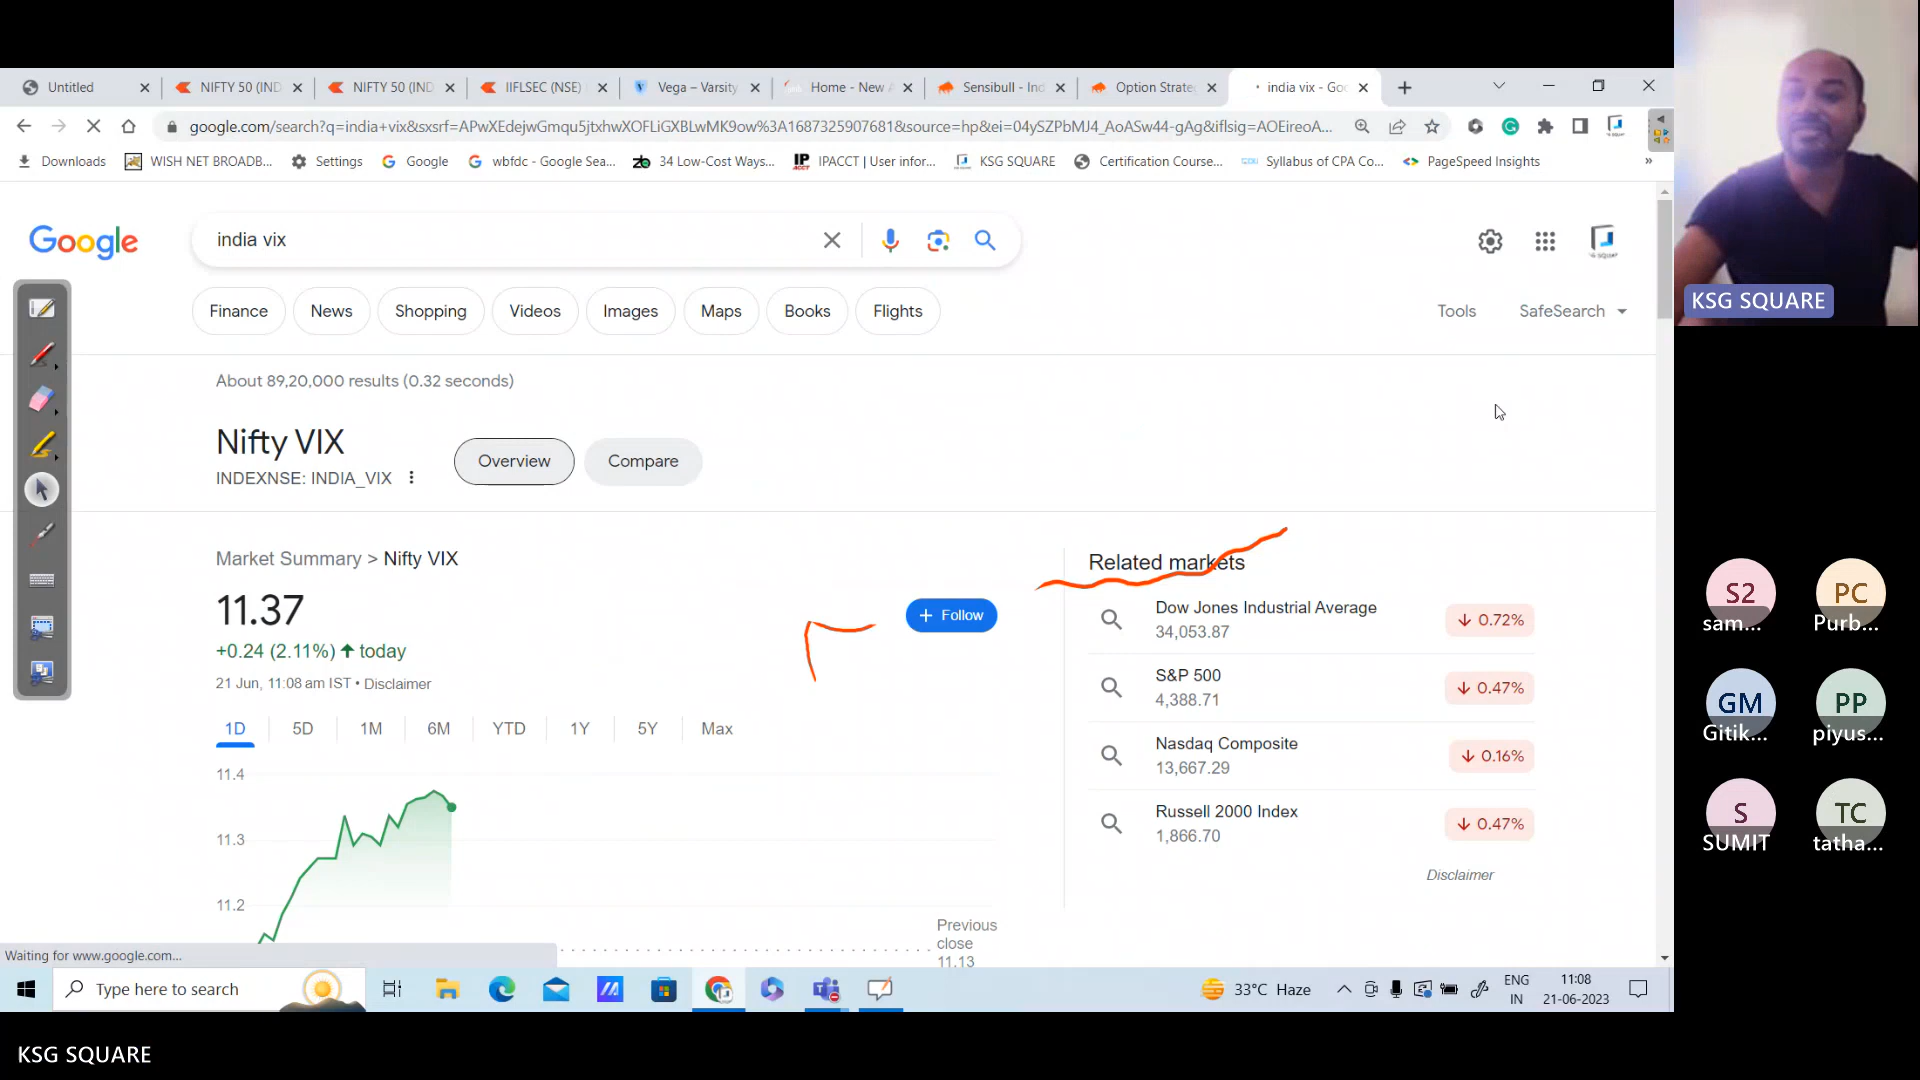 Untitled
NIFTY 50 (IND
NIFTY 50 (IND
IIFLSEC (NSE)
Vega – Varsity
Home - New
Sensibull - Ind
Option Strate
india vix - Goo
google.com/search?q=india+vix&sxsrf=APwXEdejwGmqu5jtxhwXOFLiGXBLwMK9ow%3A1687325907681&source=hp&ei=04ySZPbMJ4_AoASw44-gAg&iflsig=AOEireoA...
Downloads
WISH NET BROADB...
Settings
Google
wbfdc - Google Sea...
34 Low-Cost Ways...
IPACCT | User infor...
KSG SQUARE
Certification Course...
Syllabus of CPA Co...
PageSpeed Insights
»
KSG SQUARE
Google
india vix
Finance
News
Shopping
Videos
Images
Maps
Books
Flights
Tools
SafeSearch
About 89,20,000 results (0.32 seconds)
Nifty VIX
INDEXNSE: INDIA_VIX
Overview
Compare
Market Summary > Nifty VIX
11.37
+0.24 (2.11%) ↑ today
21 Jun, 11:08 am IST • Disclaimer
+ Follow
1D
5D
1M
6M
YTD
1Y
5Y
Max
11.4
11.3
11.2
Previous
close
11.13
Related markets
Dow Jones Industrial Average
34,053.87
↓ 0.72%
S&P 500
4,388.71
↓ 0.47%
Nasdaq Composite
13,667.29
↓ 0.16%
Russell 2000 Index
1,866.70
↓ 0.47%
Disclaimer
S2
sam...
PC
Purb...
GM
Gitik...
PP
piyus...
S
SUMIT
TC
tatha...
Waiting for www.google.com...
Type here to search
33°C Haze
ENG
IN
11:08
21-06-2023
KSG SQUARE